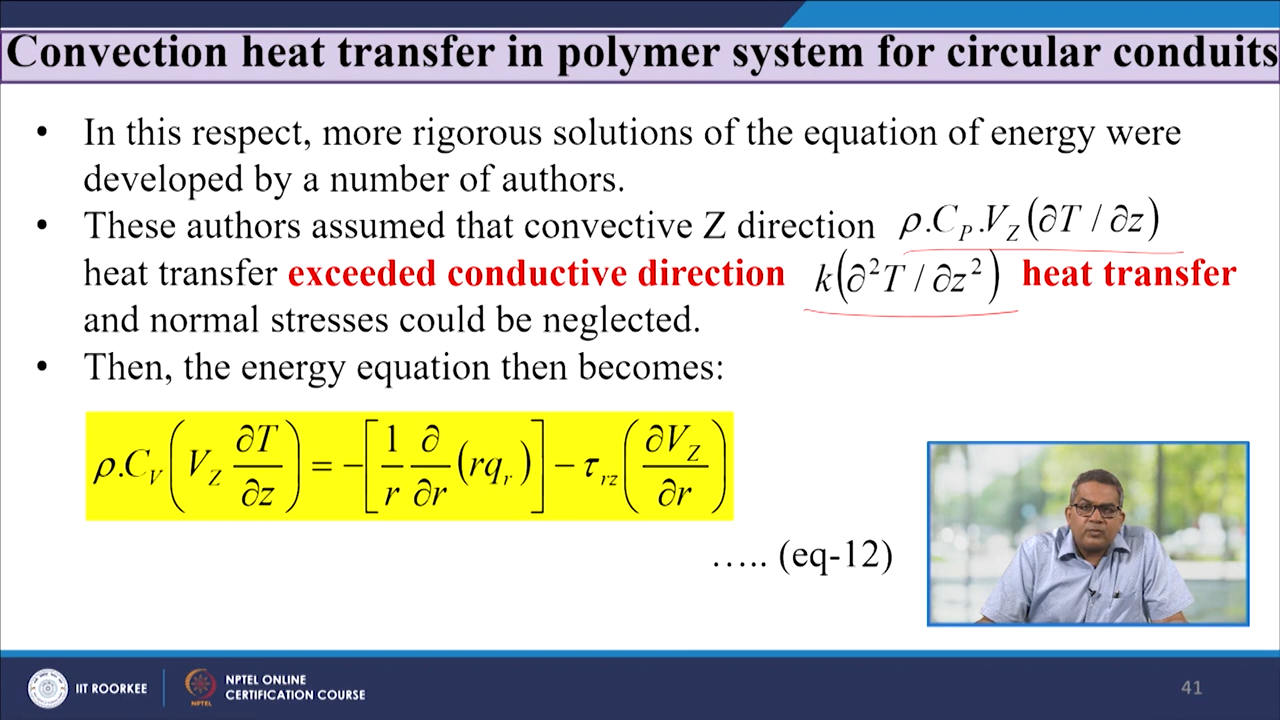 Convection heat transfer in polymer system for circular conduits
• In this respect, more rigorous solutions of the equation of energy were
developed by a number of authors.
• These authors assumed that convective Z direction ρ.C_P.V_Z(∂T / ∂z)
heat transfer exceeded conductive direction k(∂²T / ∂z²) heat transfer
and normal stresses could be neglected.
• Then, the energy equation then becomes:
ρ.C_V(V_Z ∂T/∂z) = −[1/r ∂/∂r (rq_r)] − τ_rz(∂V_Z/∂r)
….. (eq-12)
IIT ROORKEE
NPTEL
NPTEL ONLINE
CERTIFICATION COURSE
41